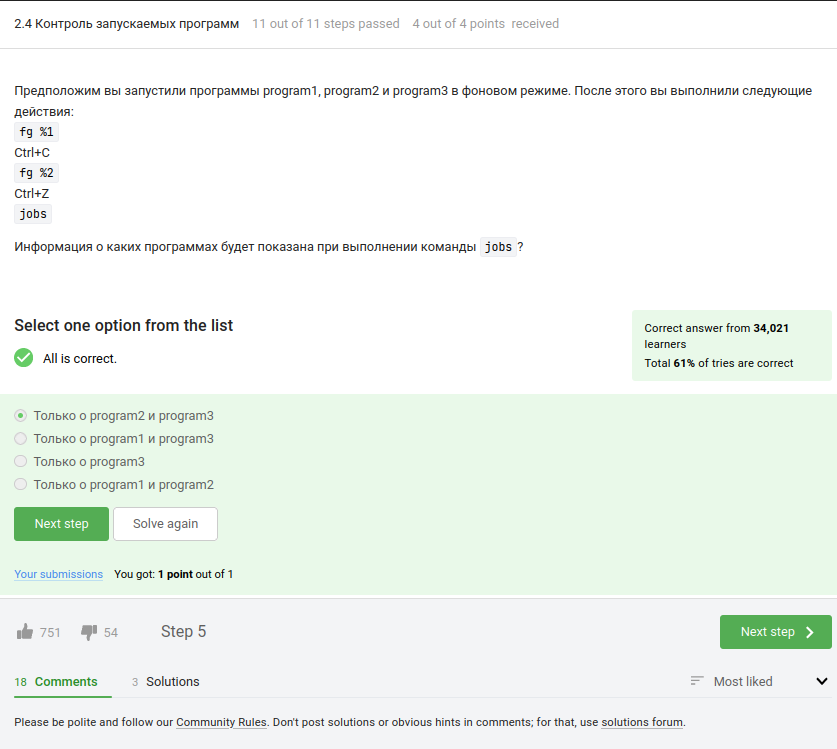 2.4 Контроль запускаемых программ 11 out of 11 steps passed 4 out of 4 points received
Предположим вы запустили программы program1, program2 и program3 в фоновом режиме. После этого вы выполнили следующие
действия:
fg %1
Ctrl+C
fg %2
Ctrl+Z
jobs
Информация о каких программах будет показана при выполнении команды jobs ?
Select one option from the list
All is correct.
Correct answer from 34,021
learners
Total 61% of tries are correct
Только о program2 и program3
Только о program1 и program3
Только о program3
Только о program1 и program2
Next step Solve again
Your submissions You got: 1 point out of 1
751 54 Step 5 Next step
18 Comments 3 Solutions Most liked
Please be polite and follow our Community Rules. Don't post solutions or obvious hints in comments; for that, use solutions forum.